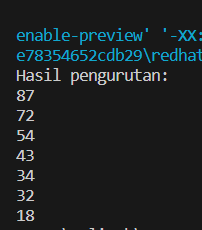 enable-preview' '-XX:
e78354652cdb29\redhat
Hasil pengurutan:
87
72
54
43
34
32
18